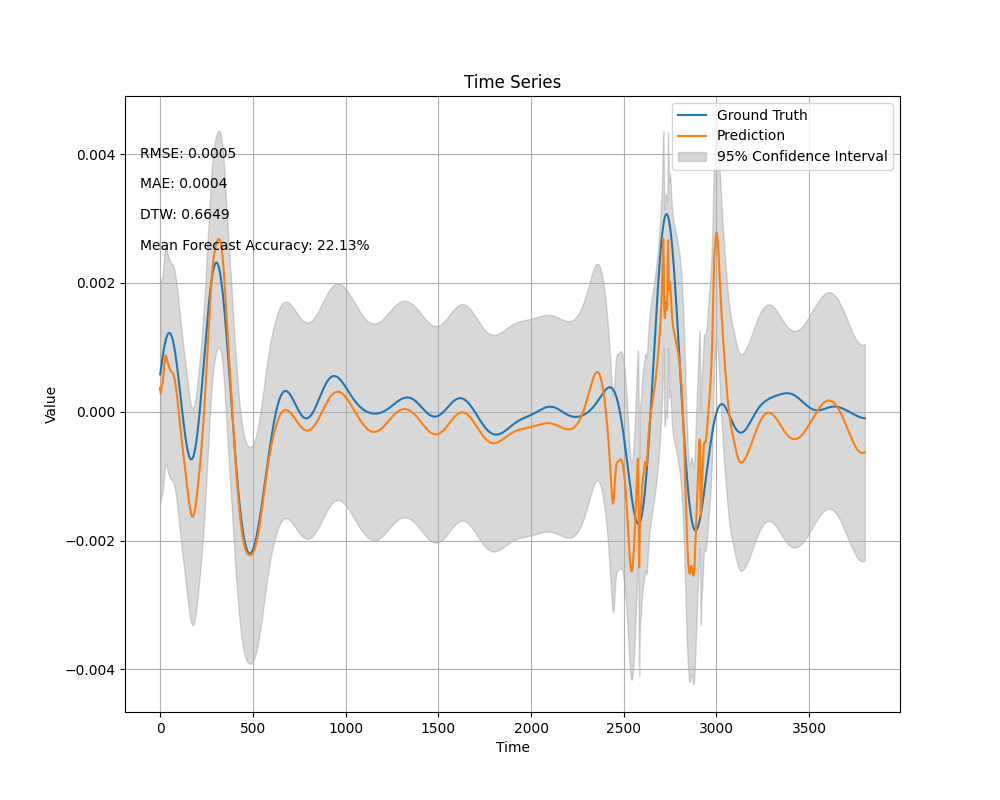 Time Series
Ground Truth
Prediction
95% Confidence Interval
RMSE: 0.0005
MAE: 0.0004
DTW: 0.6649
Mean Forecast Accuracy: 22.13%
0.004
0.002
0.000
−0.002
−0.004
Value
0 500 1000 1500 2000 2500 3000 3500
Time